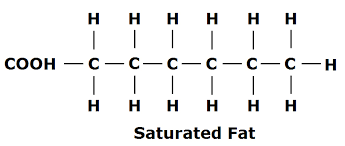 H H H H H H
COOH — C — C — C — C — C — C — H
H H H H H H
Saturated Fat